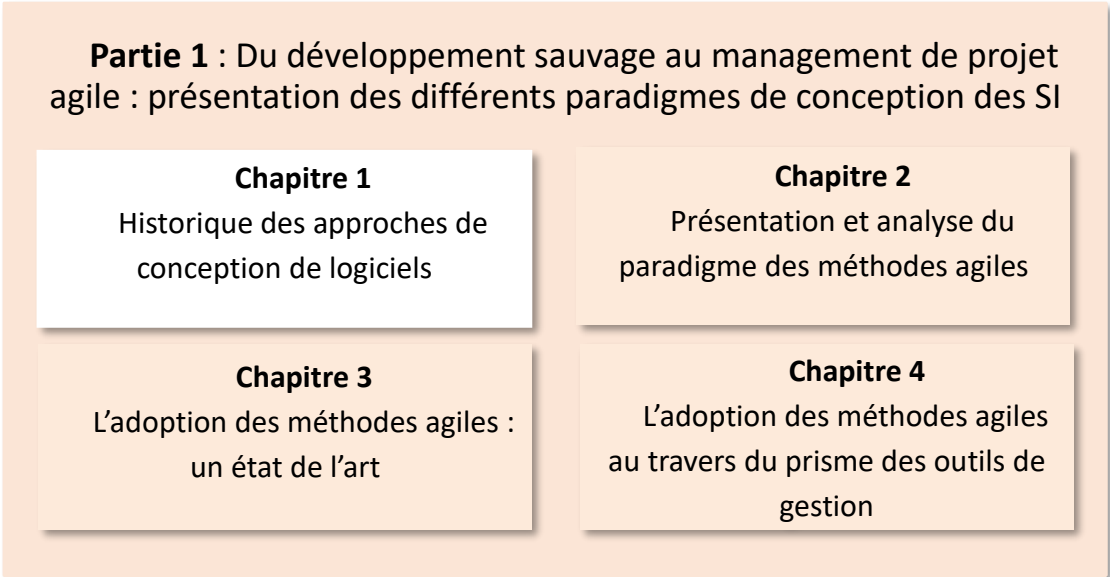 Partie 1 : Du développement sauvage au management de projet
agile : présentation des différents paradigmes de conception des SI
Chapitre 1
Historique des approches de
conception de logiciels
Chapitre 2
Présentation et analyse du
paradigme des méthodes agiles
Chapitre 3
L’adoption des méthodes agiles :
un état de l’art
Chapitre 4
L’adoption des méthodes agiles
au travers du prisme des outils de
gestion